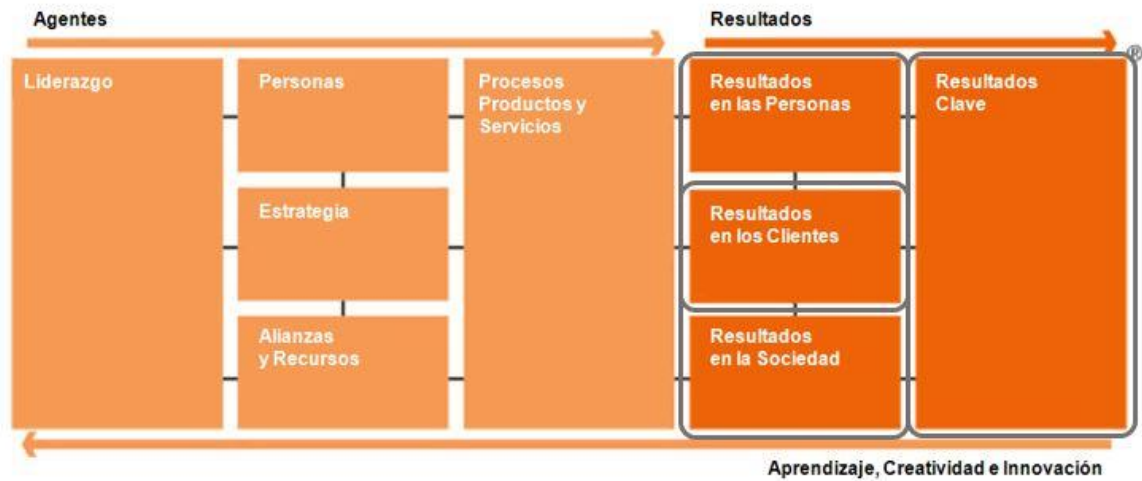 Agentes
Resultados
®
Liderazgo
Personas
Procesos
Productos y
Servicios
Resultados
en las Personas
Resultados
Clave
Estrategia
Resultados
en los Clientes
Alianzas
y Recursos
Resultados
en la Sociedad
Aprendizaje, Creatividad e Innovación